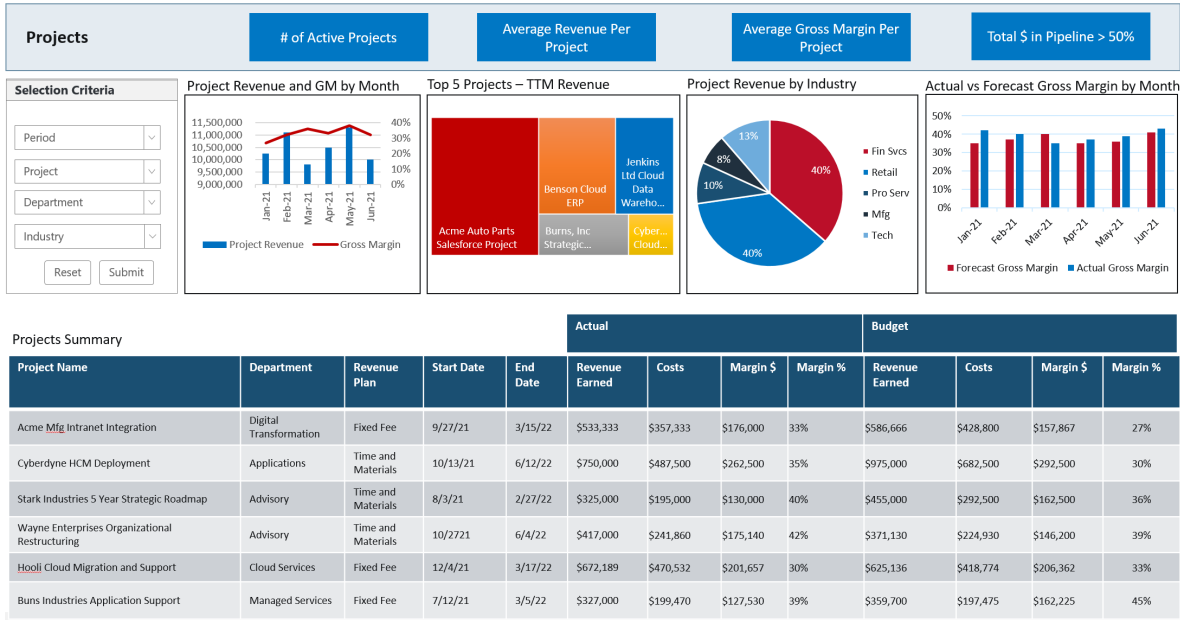 Projects
# of Active Projects
Average Revenue Per
Project
Average Gross Margin Per
Project
Total $ in Pipeline > 50%
Selection Criteria
Period
Project
Department
Industry
Reset
Submit
Project Revenue and GM by Month
11,500,000
11,000,000
10,500,000
10,000,000
9,500,000
9,000,000
40%
30%
20%
10%
0%
Jan-21
Feb-21
Mar-21
Apr-21
May-21
Jun-21
Project Revenue
Gross Margin
Top 5 Projects – TTM Revenue
Acme Auto Parts
Salesforce Project
Benson Cloud
ERP
Jenkins
Ltd Cloud
Data
Wareho...
Burns, Inc
Strategic...
Cyber...
Cloud...
Project Revenue by Industry
40%
40%
10%
8%
13%
Fin Svcs
Retail
Pro Serv
Mfg
Tech
Actual vs Forecast Gross Margin by Month
50%
40%
30%
20%
10%
0%
Jan-21
Feb-21
Mar-21
Apr-21
May-21
Jun-21
Forecast Gross Margin
Actual Gross Margin
Projects Summary
Actual
Budget
Project Name Department Revenue Plan Start Date End Date Revenue Earned Costs Margin $ Margin % Revenue Earned Costs Margin $ Margin %
Acme Mfg Intranet Integration Digital Transformation Fixed Fee 9/27/21 3/15/22 $533,333 $357,333 $176,000 33% $586,666 $428,800 $157,867 27%
Cyberdyne HCM Deployment Applications Time and Materials 10/13/21 6/12/22 $750,000 $487,500 $262,500 35% $975,000 $682,500 $292,500 30%
Stark Industries 5 Year Strategic Roadmap Advisory Time and Materials 8/3/21 2/27/22 $325,000 $195,000 $130,000 40% $455,000 $292,500 $162,500 36%
Wayne Enterprises Organizational Restructuring Advisory Time and Materials 10/2721 6/4/22 $417,000 $241,860 $175,140 42% $371,130 $224,930 $146,200 39%
Hooli Cloud Migration and Support Cloud Services Fixed Fee 12/4/21 3/17/22 $672,189 $470,532 $201,657 30% $625,136 $418,774 $206,362 33%
Buns Industries Application Support Managed Services Fixed Fee 7/12/21 3/5/22 $327,000 $199,470 $127,530 39% $359,700 $197,475 $162,225 45%